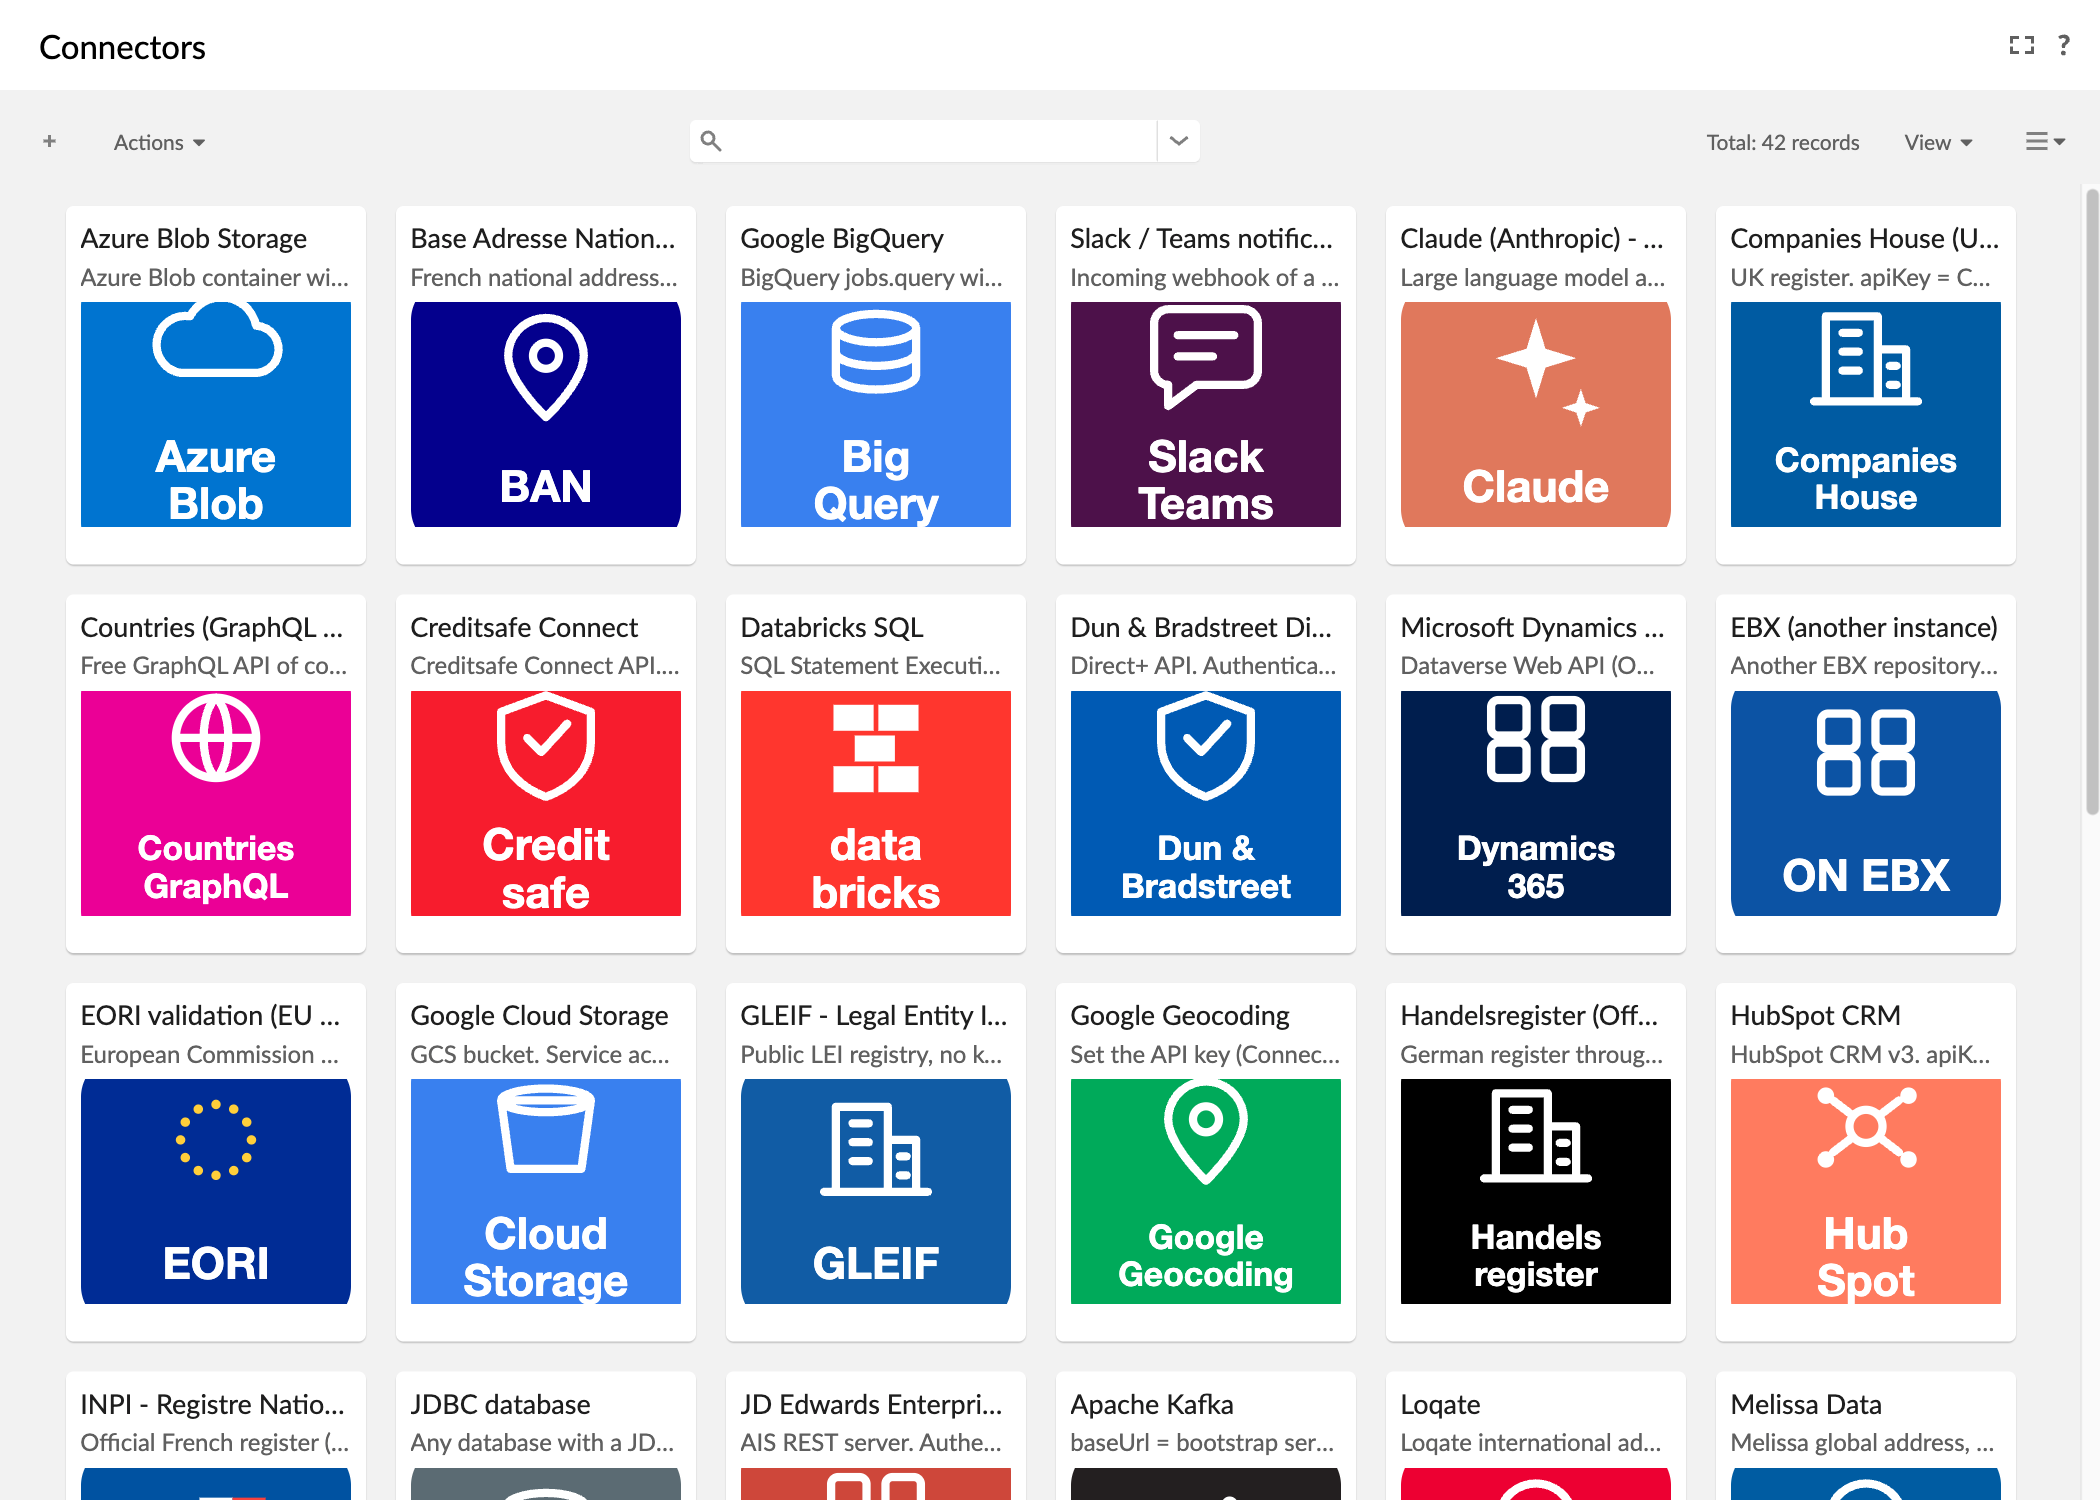 Connectors
?
+
Actions
Total: 42 records
View
Azure Blob Storage
Azure Blob container wi...
Azure
Blob
Base Adresse Nation...
French national address...
BAN
Google BigQuery
BigQuery jobs.query wi...
Big
Query
Slack / Teams notific...
Incoming webhook of a ...
Slack
Teams
Claude (Anthropic) - ...
Large language model a...
Claude
Companies House (U...
UK register. apiKey = C...
Companies
House
Countries (GraphQL ...
Free GraphQL API of co...
Countries
GraphQL
Creditsafe Connect
Creditsafe Connect API....
Credit
safe
Databricks SQL
SQL Statement Executi...
data
bricks
Dun & Bradstreet Di...
Direct+ API. Authentica...
Dun &
Bradstreet
Microsoft Dynamics ...
Dataverse Web API (O...
Dynamics
365
EBX (another instance)
Another EBX repository...
ON EBX
EORI validation (EU ...
European Commission ...
EORI
Google Cloud Storage
GCS bucket. Service ac...
Cloud
Storage
GLEIF - Legal Entity I...
Public LEI registry, no k...
GLEIF
Google Geocoding
Set the API key (Connec...
Google
Geocoding
Handelsregister (Off...
German register throug...
Handels
register
HubSpot CRM
HubSpot CRM v3. apiK...
Hub
Spot
INPI - Registre Natio...
Official French register (...
JDBC database
Any database with a JD...
JD Edwards Enterpri...
AIS REST server. Authe...
Apache Kafka
baseUrl = bootstrap ser...
Loqate
Loqate international ad...
Melissa Data
Melissa global address, ...